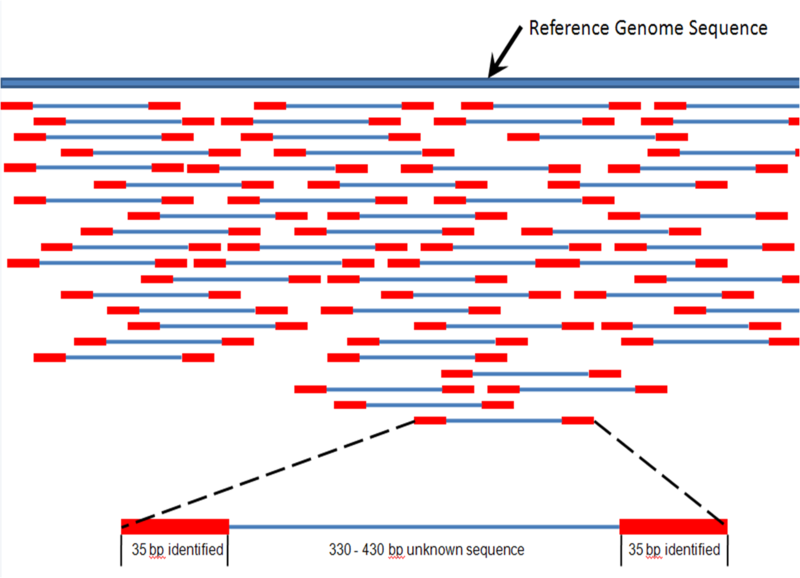 Reference Genome Sequence
35 bp identified
330 - 430 bp unknown sequence
35 bp identified